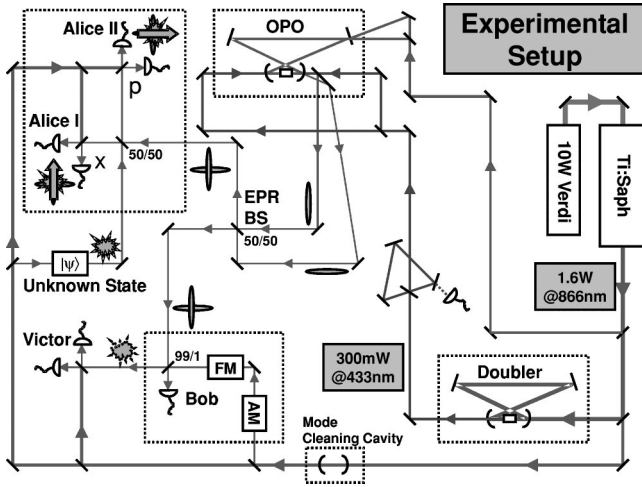 Experimental
Setup
Alice II
OPO
p
Alice I
x
50/50
EPR
BS
50/50
10W Verdi
Ti:Saph
|ψ⟩
Unknown State
1.6W
@866nm
Victor
99/1
FM
Bob
AM
300mW
@433nm
Doubler
Mode
Cleaning Cavity